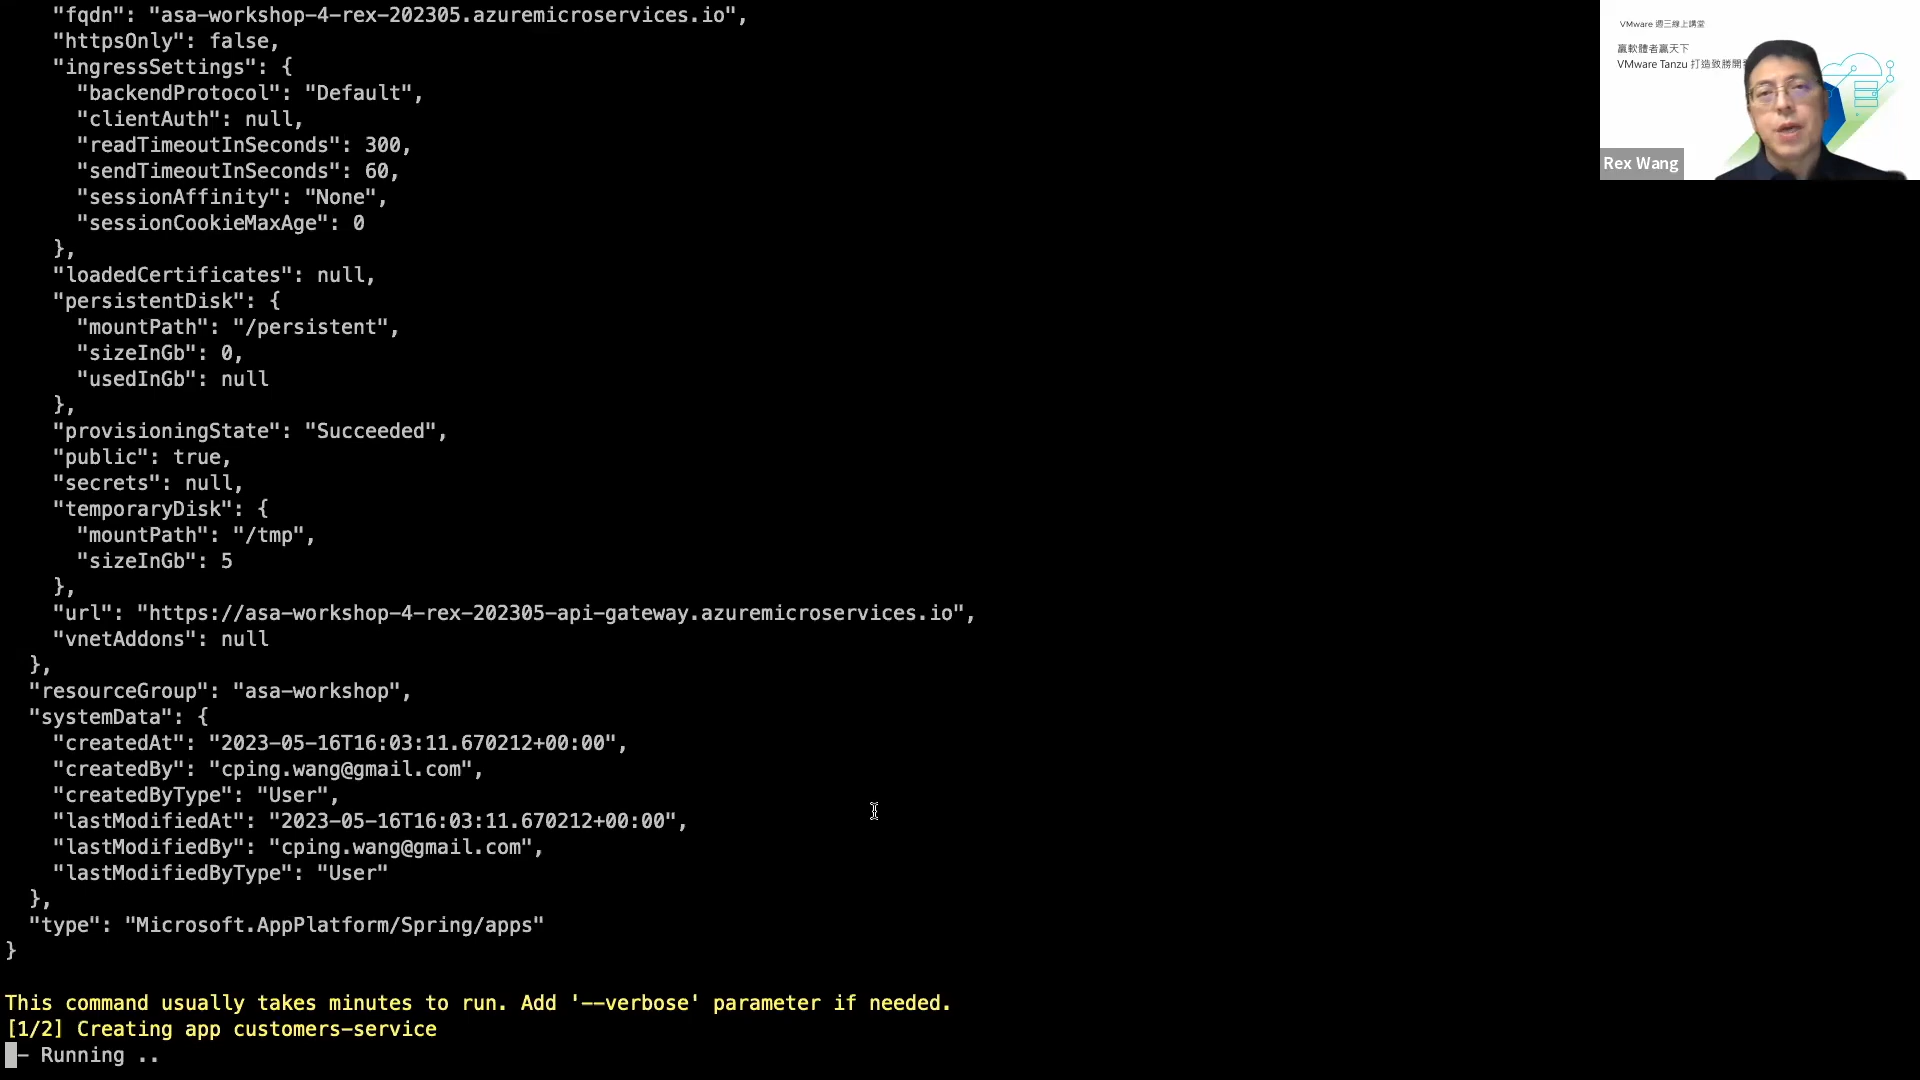 "fqdn": "asa-workshop-4-rex-202305.azuremicroservices.io",
    "httpsOnly": false,
    "ingressSettings": {
      "backendProtocol": "Default",
      "clientAuth": null,
      "readTimeoutInSeconds": 300,
      "sendTimeoutInSeconds": 60,
      "sessionAffinity": "None",
      "sessionCookieMaxAge": 0
    },
    "loadedCertificates": null,
    "persistentDisk": {
      "mountPath": "/persistent",
      "sizeInGb": 0,
      "usedInGb": null
    },
    "provisioningState": "Succeeded",
    "public": true,
    "secrets": null,
    "temporaryDisk": {
      "mountPath": "/tmp",
      "sizeInGb": 5
    },
    "url": "https://asa-workshop-4-rex-202305-api-gateway.azuremicroservices.io",
    "vnetAddons": null
  },
  "resourceGroup": "asa-workshop",
  "systemData": {
    "createdAt": "2023-05-16T16:03:11.670212+00:00",
    "createdBy": "cping.wang@gmail.com",
    "createdByType": "User",
    "lastModifiedAt": "2023-05-16T16:03:11.670212+00:00",
    "lastModifiedBy": "cping.wang@gmail.com",
    "lastModifiedByType": "User"
  },
  "type": "Microsoft.AppPlatform/Spring/apps"
}
This command usually takes minutes to run. Add '--verbose' parameter if needed.
[1/2] Creating app customers-service
- Running ..
VMware 週三線上講堂
贏軟體者贏天下
VMware Tanzu 打造致勝開
Rex Wang